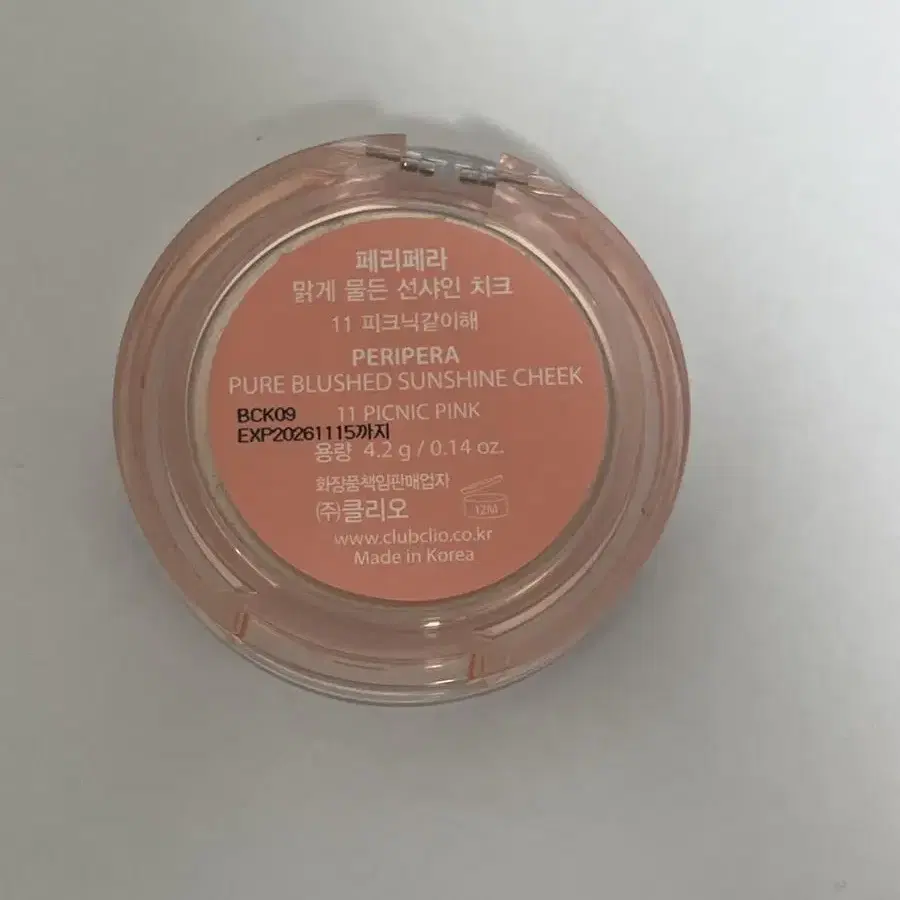 페리페라
맑게 물든 선샤인 치크
11 피크닉같이해
PERIPERA
PURE BLUSHED SUNSHINE CHEEK
BCK09 11 PICNIC PINK
EXP20261115까지
용량 4.2 g / 0.14 oz.
화장품책임판매업자
㈜클리오
12M
www.clubclio.co.kr
Made in Korea